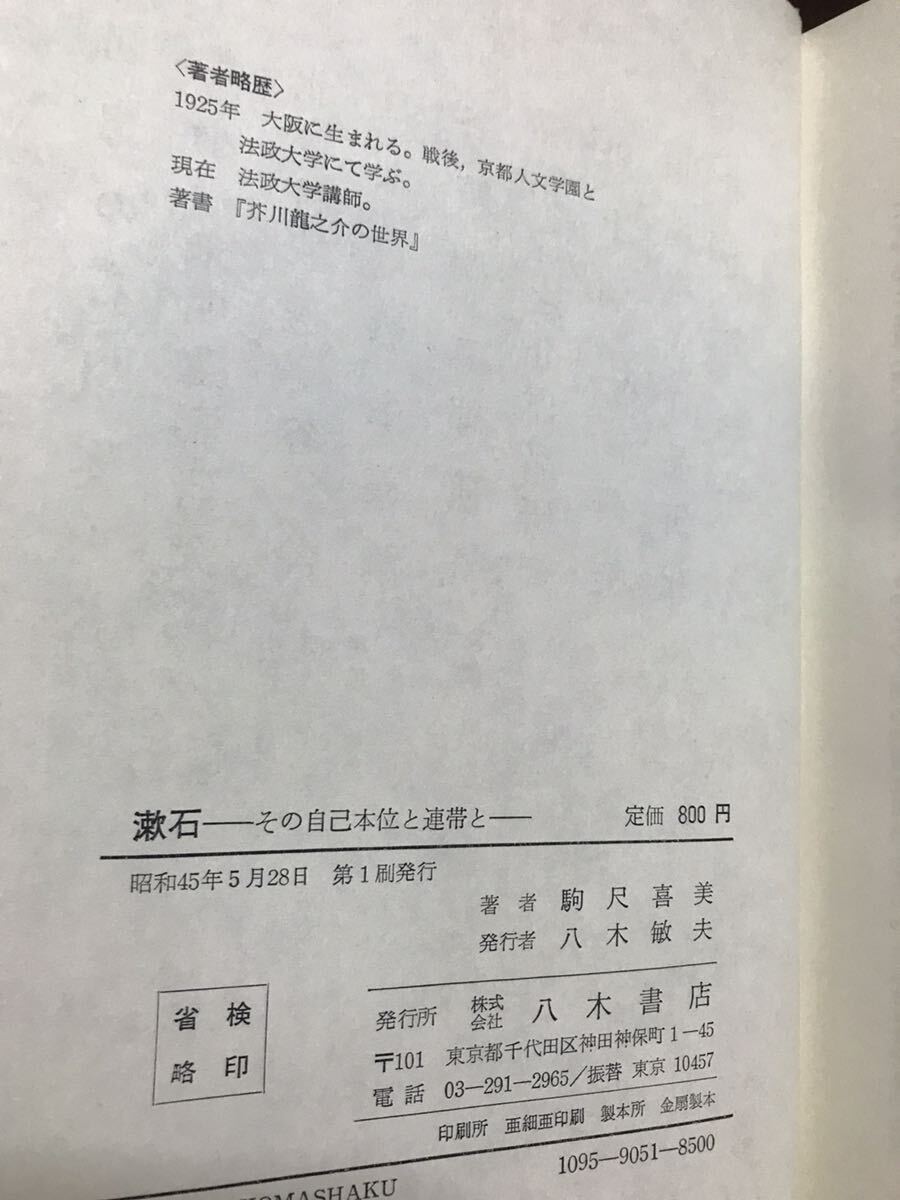 〈著者略歴〉
1925年 大阪に生まれる。戦後，京都人文学園と
法政大学にて学ぶ。
現在 法政大学講師。
著書 『芥川龍之介の世界』
漱石――その自己本位と連帯と―― 定価 800 円
昭和45年5月28日 第1刷発行
著者 駒尺喜美
発行者 八木敏夫
発行所 株式会社 八木書店
〒101 東京都千代田区神田神保町1－45
電話 03－291－2965／振替 東京 10457
印刷所 亜細亜印刷 製本所 金扇製本
1095―9051―8500
検印
省略
OMASHAKU